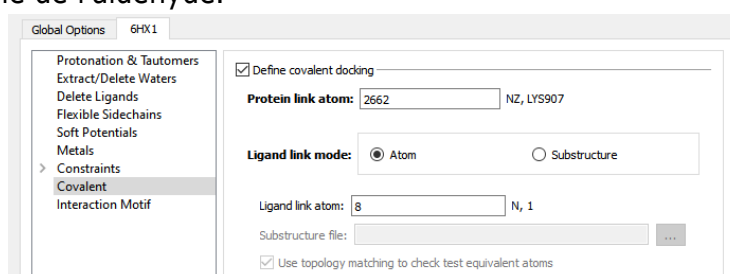 de l'aldéhyde.
Global Options 6HX1
Protonation & Tautomers
Extract/Delete Waters
Delete Ligands
Flexible Sidechains
Soft Potentials
Metals
> Constraints
Covalent
Interaction Motif
Define covalent docking
Protein link atom: 2662 NZ, LYS907
Ligand link mode: Atom Substructure
Ligand link atom: 8 N, 1
Substructure file: ...
Use topology matching to check test equivalent atoms